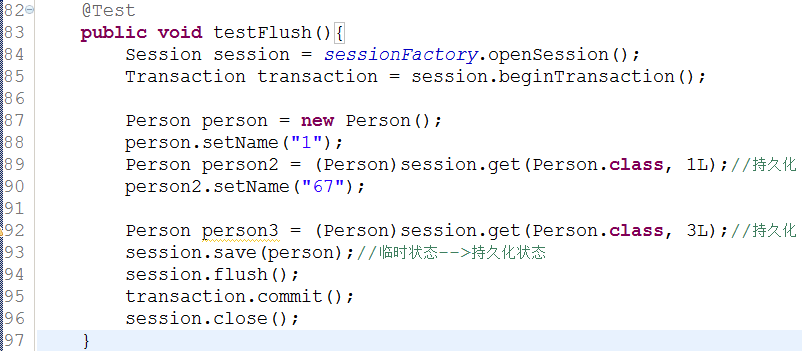 82 @Test
83 public void testFlush(){
84 Session session = sessionFactory.openSession();
85 Transaction transaction = session.beginTransaction();
86
87 Person person = new Person();
88 person.setName("1");
89 Person person2 = (Person)session.get(Person.class, 1L);//持久化
90 person2.setName("67");
91
92 Person person3 = (Person)session.get(Person.class, 3L);//持久化
93 session.save(person);//临时状态-->持久化状态
94 session.flush();
95 transaction.commit();
96 session.close();
97 }